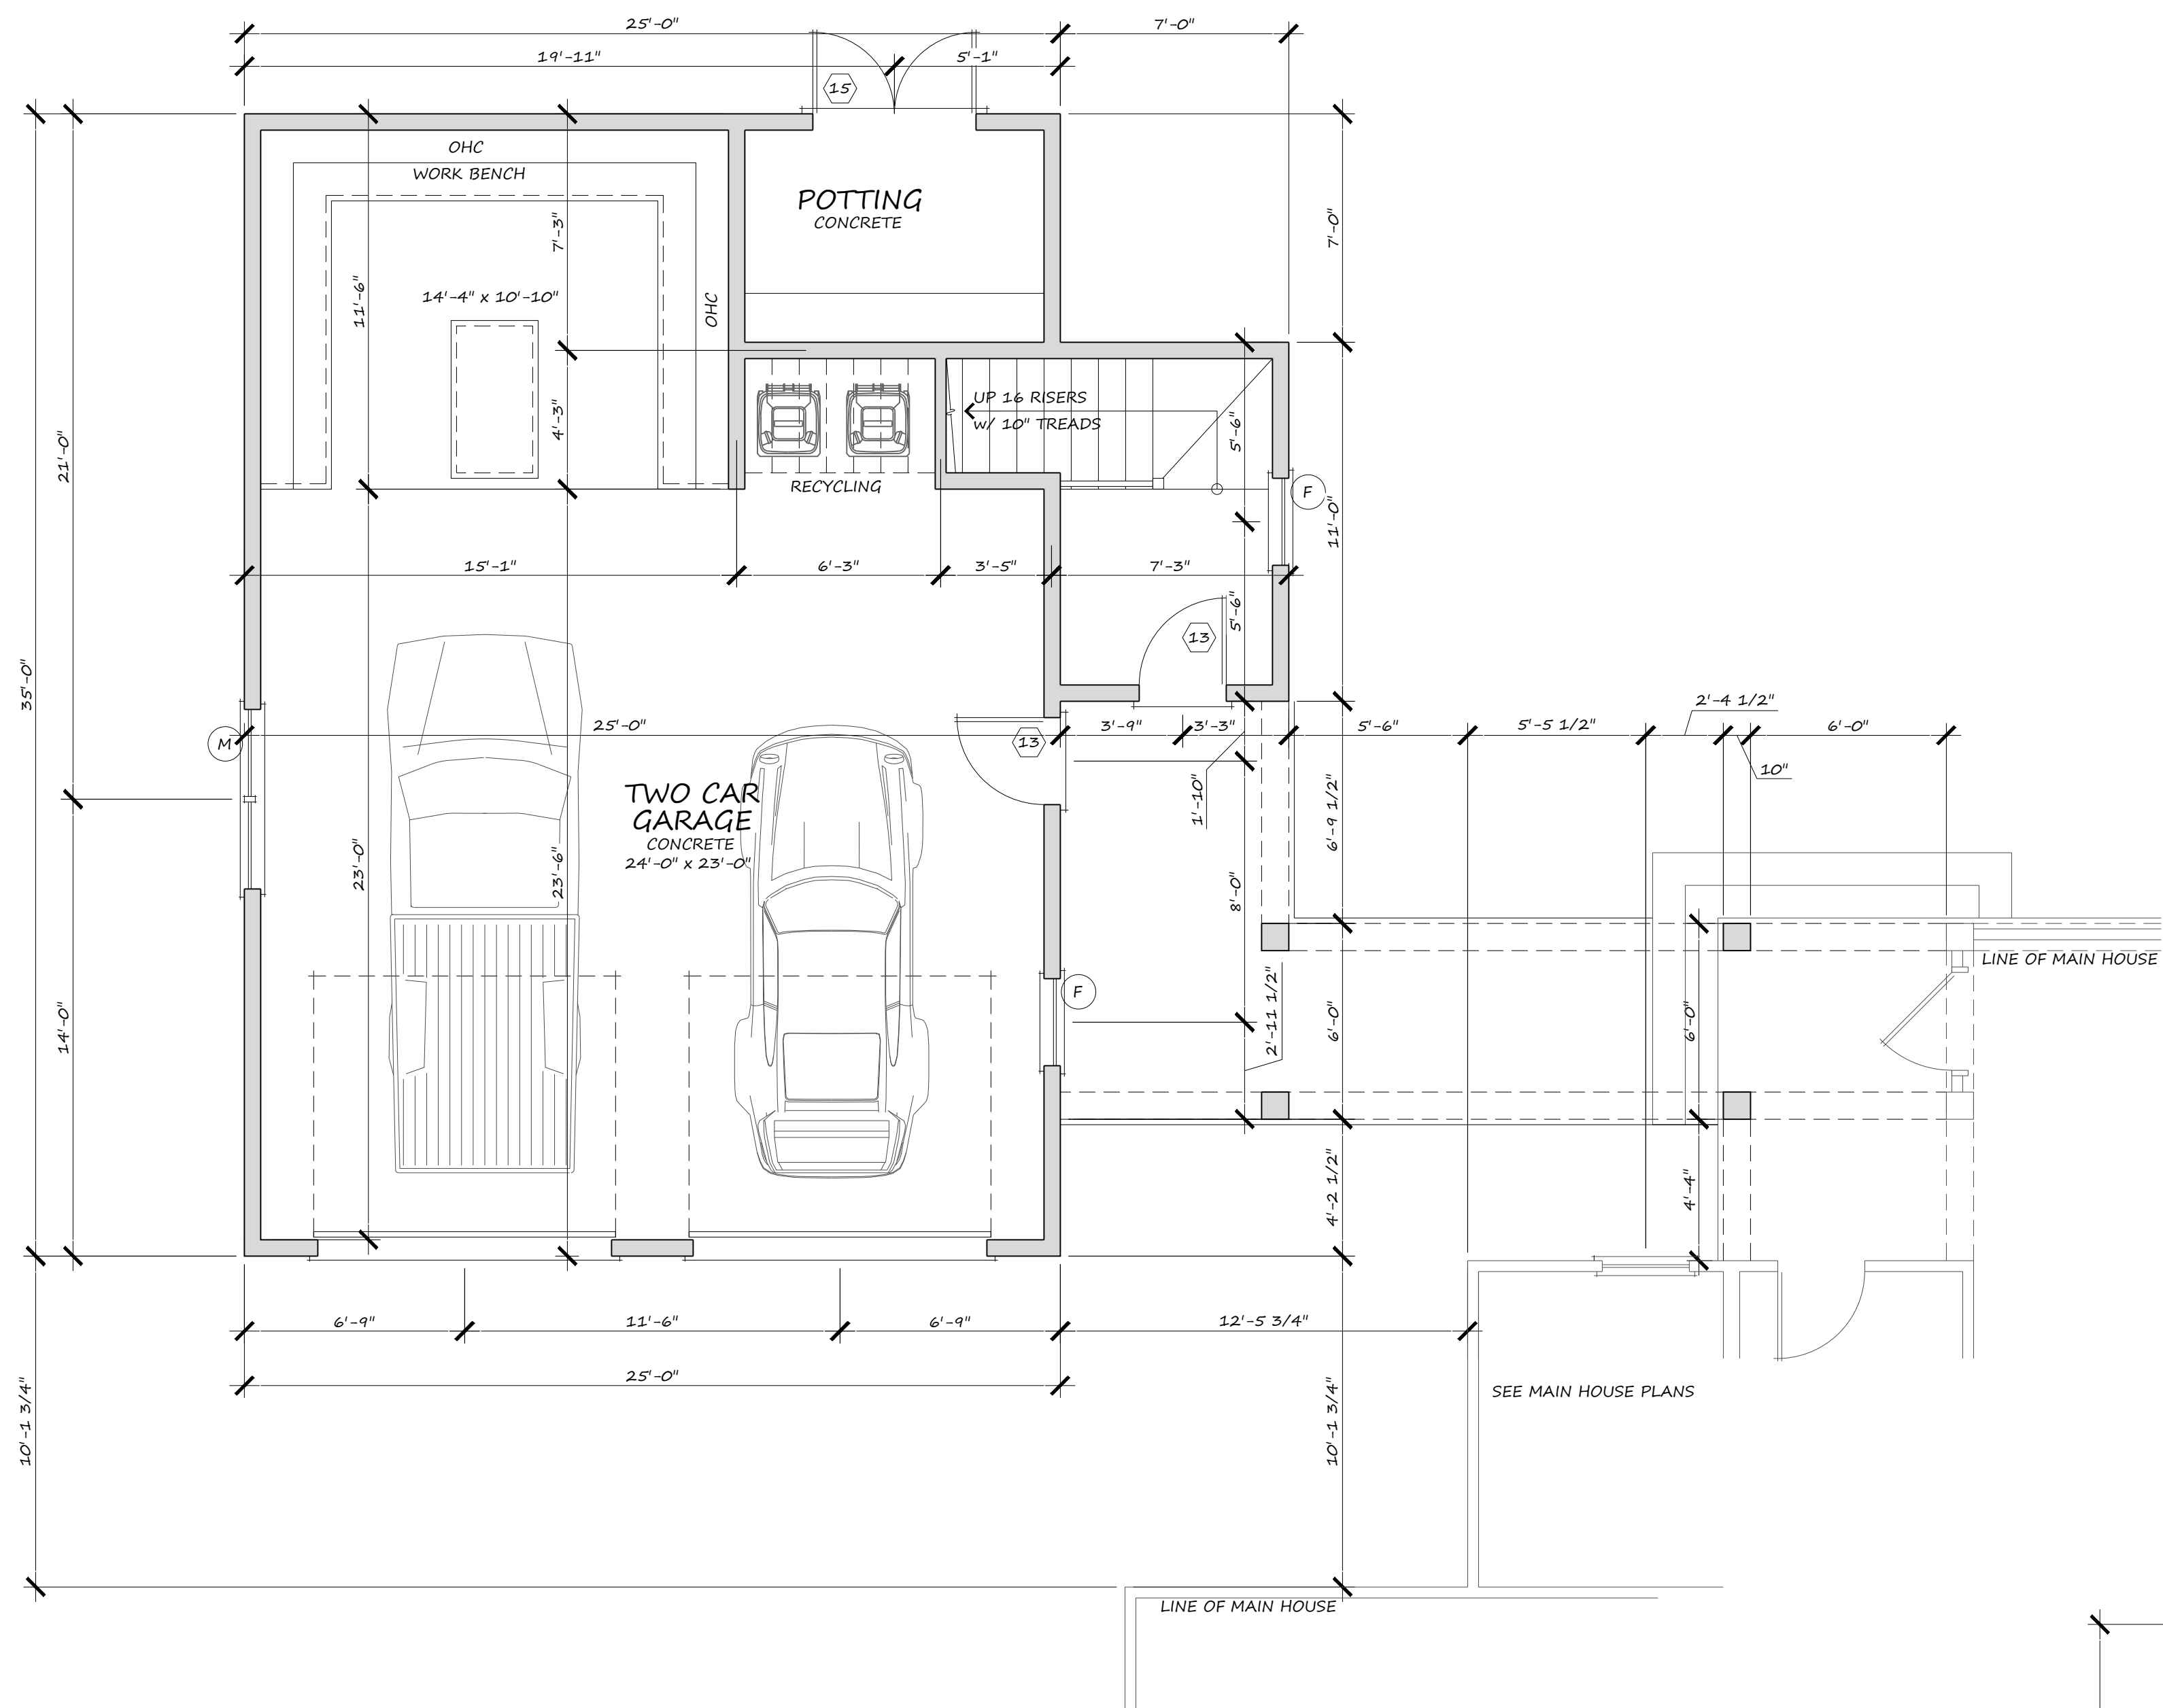 25'-0"
7'-0"
19'-11"
5'-1"
15
OHC
WORK BENCH
POTTING
CONCRETE
7'-3"
7'-0"
11'-6"
14'-4" x 10'-10"
OHC
4'-3"
UP 16 RISERS
w/ 10" TREADS
5'-6"
21'-0"
RECYCLING
F
11'-0"
15'-1"
6'-3"
3'-5"
7'-3"
5'-6"
13
35'-0"
2'-4 1/2"
M
25'-0"
13
3'-9"
3'-3"
5'-6"
5'-5 1/2"
6'-0"
10"
1'-10"
6'-9 1/2"
TWO CAR
GARAGE
CONCRETE
24'-0" x 23'-0"
23'-0"
23'-6"
8'-0"
LINE OF MAIN HOUSE
F
2'-11 1/2"
6'-0"
6'-0"
14'-0"
4'-2 1/2"
4'-4"
6'-9"
11'-6"
6'-9"
12'-5 3/4"
25'-0"
SEE MAIN HOUSE PLANS
10'-1 3/4"
10'-1 3/4"
LINE OF MAIN HOUSE